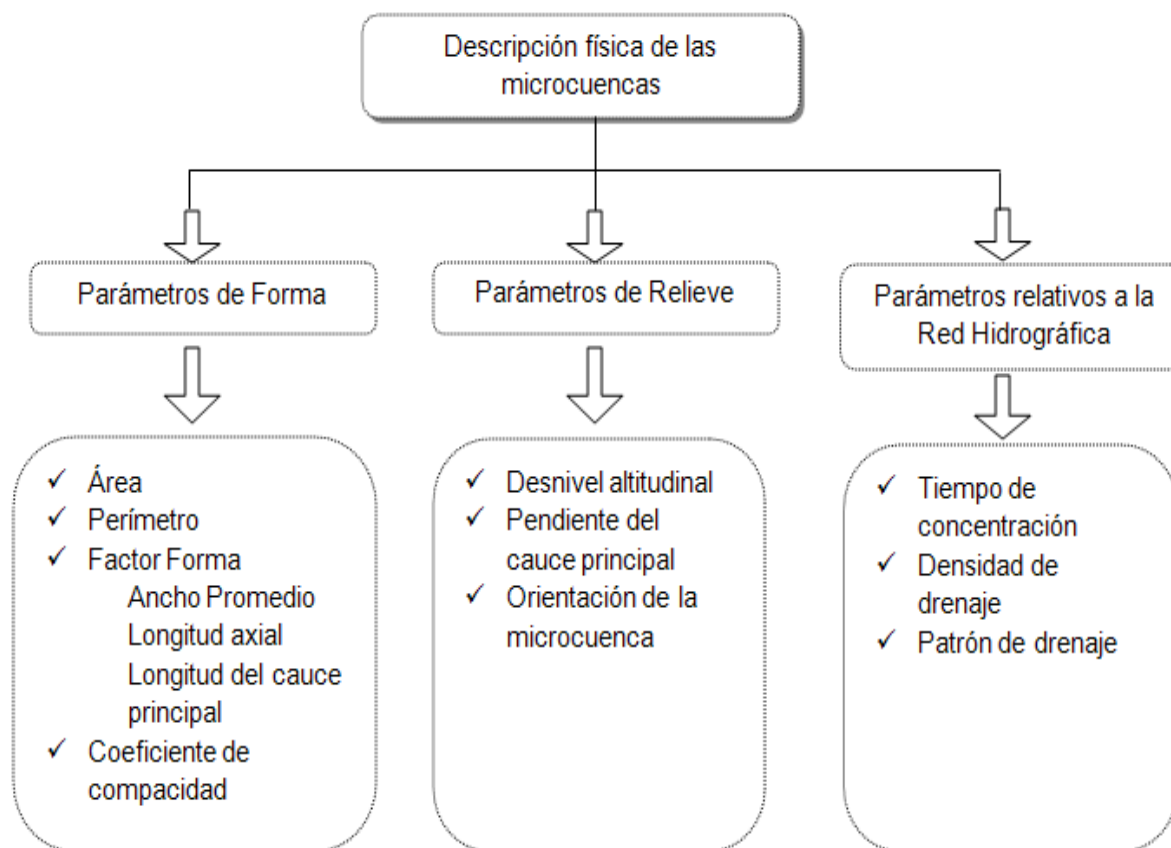 Descripción física de las
microcuencas
Parámetros de Forma
Parámetros de Relieve
Parámetros relativos a la
Red Hidrográfica
✓ Área
✓ Perímetro
✓ Factor Forma
Ancho Promedio
Longitud axial
Longitud del cauce
principal
✓ Coeficiente de
compacidad
✓ Desnivel altitudinal
✓ Pendiente del
cauce principal
✓ Orientación de la
microcuenca
✓ Tiempo de
concentración
✓ Densidad de
drenaje
✓ Patrón de drenaje